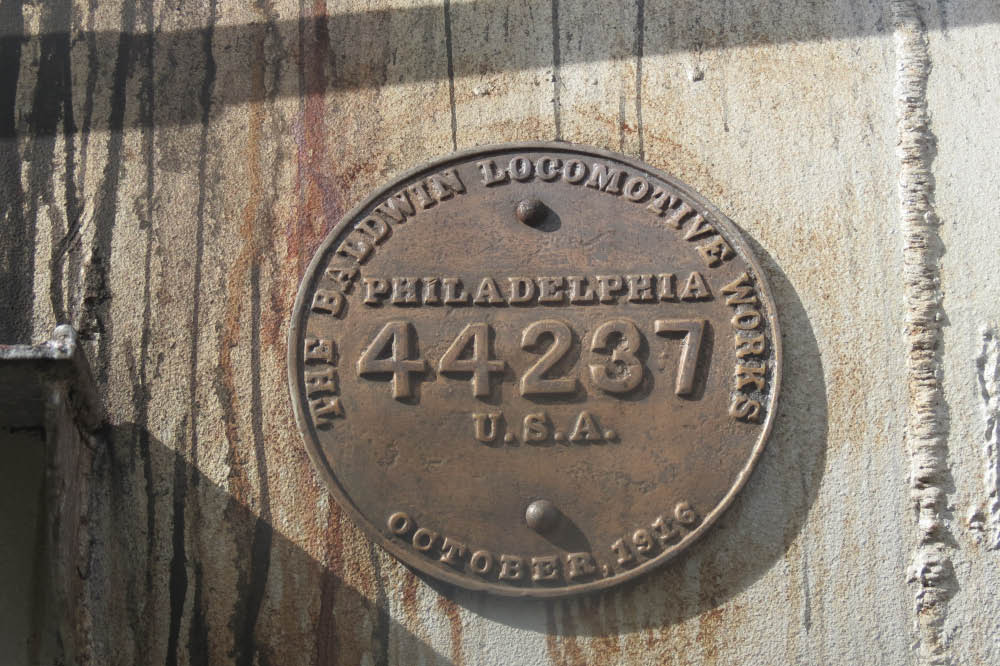 THE BALDWIN LOCOMOTIVE WORKS
PHILADELPHIA
44237
U.S.A.
OCTOBER, 1916